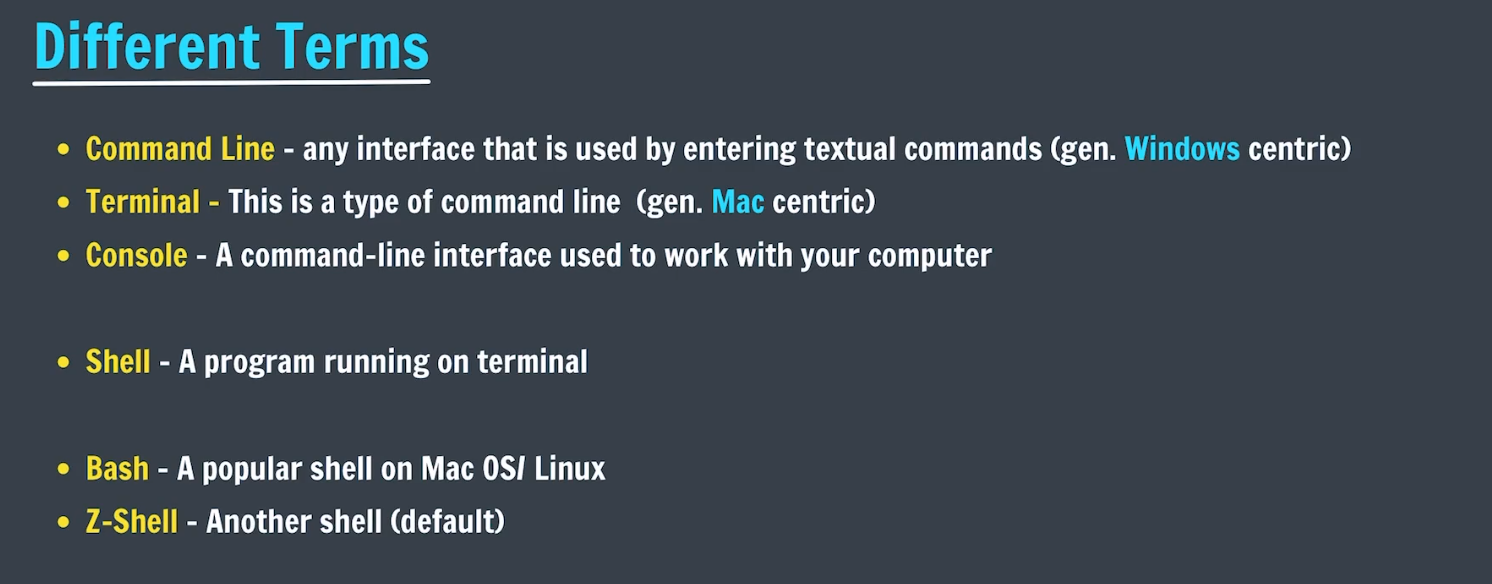 Different Terms
• Command Line - any interface that is used by entering textual commands (gen. Windows centric)
• Terminal - This is a type of command line (gen. Mac centric)
• Console - A command-line interface used to work with your computer
• Shell - A program running on terminal
• Bash - A popular shell on Mac OS/ Linux
• Z-Shell - Another shell (default)